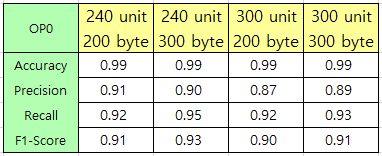 OP0 240 unit 200 byte 240 unit 300 byte 300 unit 200 byte 300 unit 300 byte
Accuracy 0.99 0.99 0.99 0.99
Precision 0.91 0.90 0.87 0.89
Recall 0.92 0.95 0.92 0.93
F1-Score 0.91 0.93 0.90 0.91